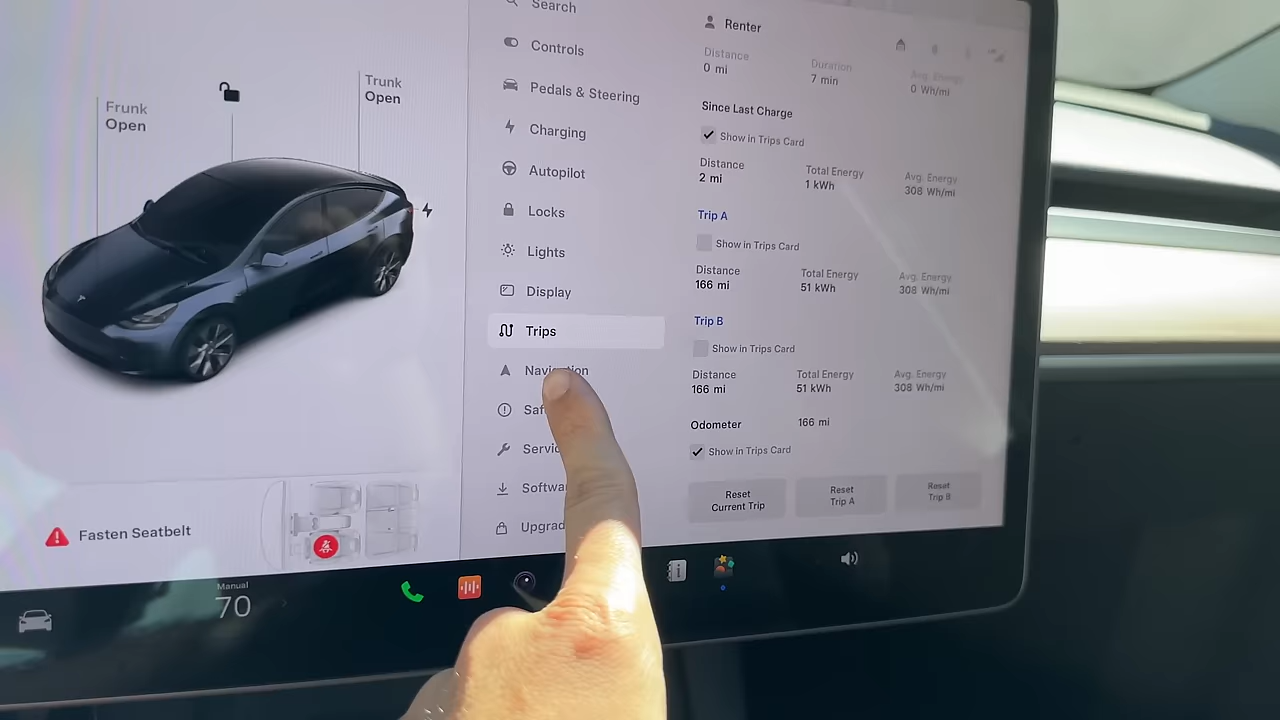 Frunk
Open
Trunk
Open
Fasten Seatbelt
Manual
70
Search
Controls
Pedals & Steering
Charging
Autopilot
Locks
Lights
Display
Trips
Renter
Distance
0 mi
Duration
7 min
Avg. Energy
0 Wh/mi
Since Last Charge
Show in Trips Card
Distance
2 mi
Total Energy
1 kWh
Avg. Energy
308 Wh/mi
Trip A
Show in Trips Card
Distance
166 mi
Total Energy
51 kWh
Avg. Energy
308 Wh/mi
Trip B
Show in Trips Card
Distance
166 mi
Total Energy
51 kWh
Avg. Energy
308 Wh/mi
Odometer
166 mi
Show in Trips Card
Reset
Current Trip
Reset
Trip A
Reset
Trip B